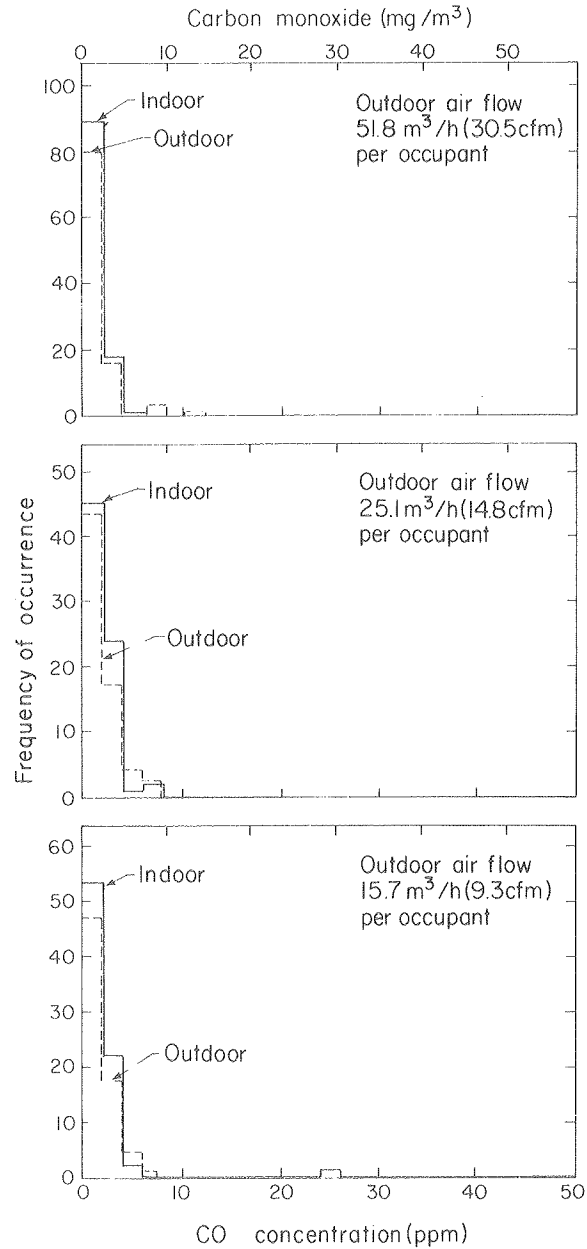 Carbon monoxide (mg/m³)
0 10 20 30 40 50
100
80
60
40
20
0
Indoor
Outdoor
Outdoor air flow
51.8 m³/h (30.5cfm)
per occupant
50
40
30
20
10
0
Indoor
Outdoor
Outdoor air flow
25.1 m³/h (14.8cfm)
per occupant
Frequency of occurrence
60
50
40
30
20
10
0
Indoor
Outdoor
Outdoor air flow
15.7 m³/h (9.3cfm)
per occupant
0 10 20 30 40 50
CO concentration (ppm)